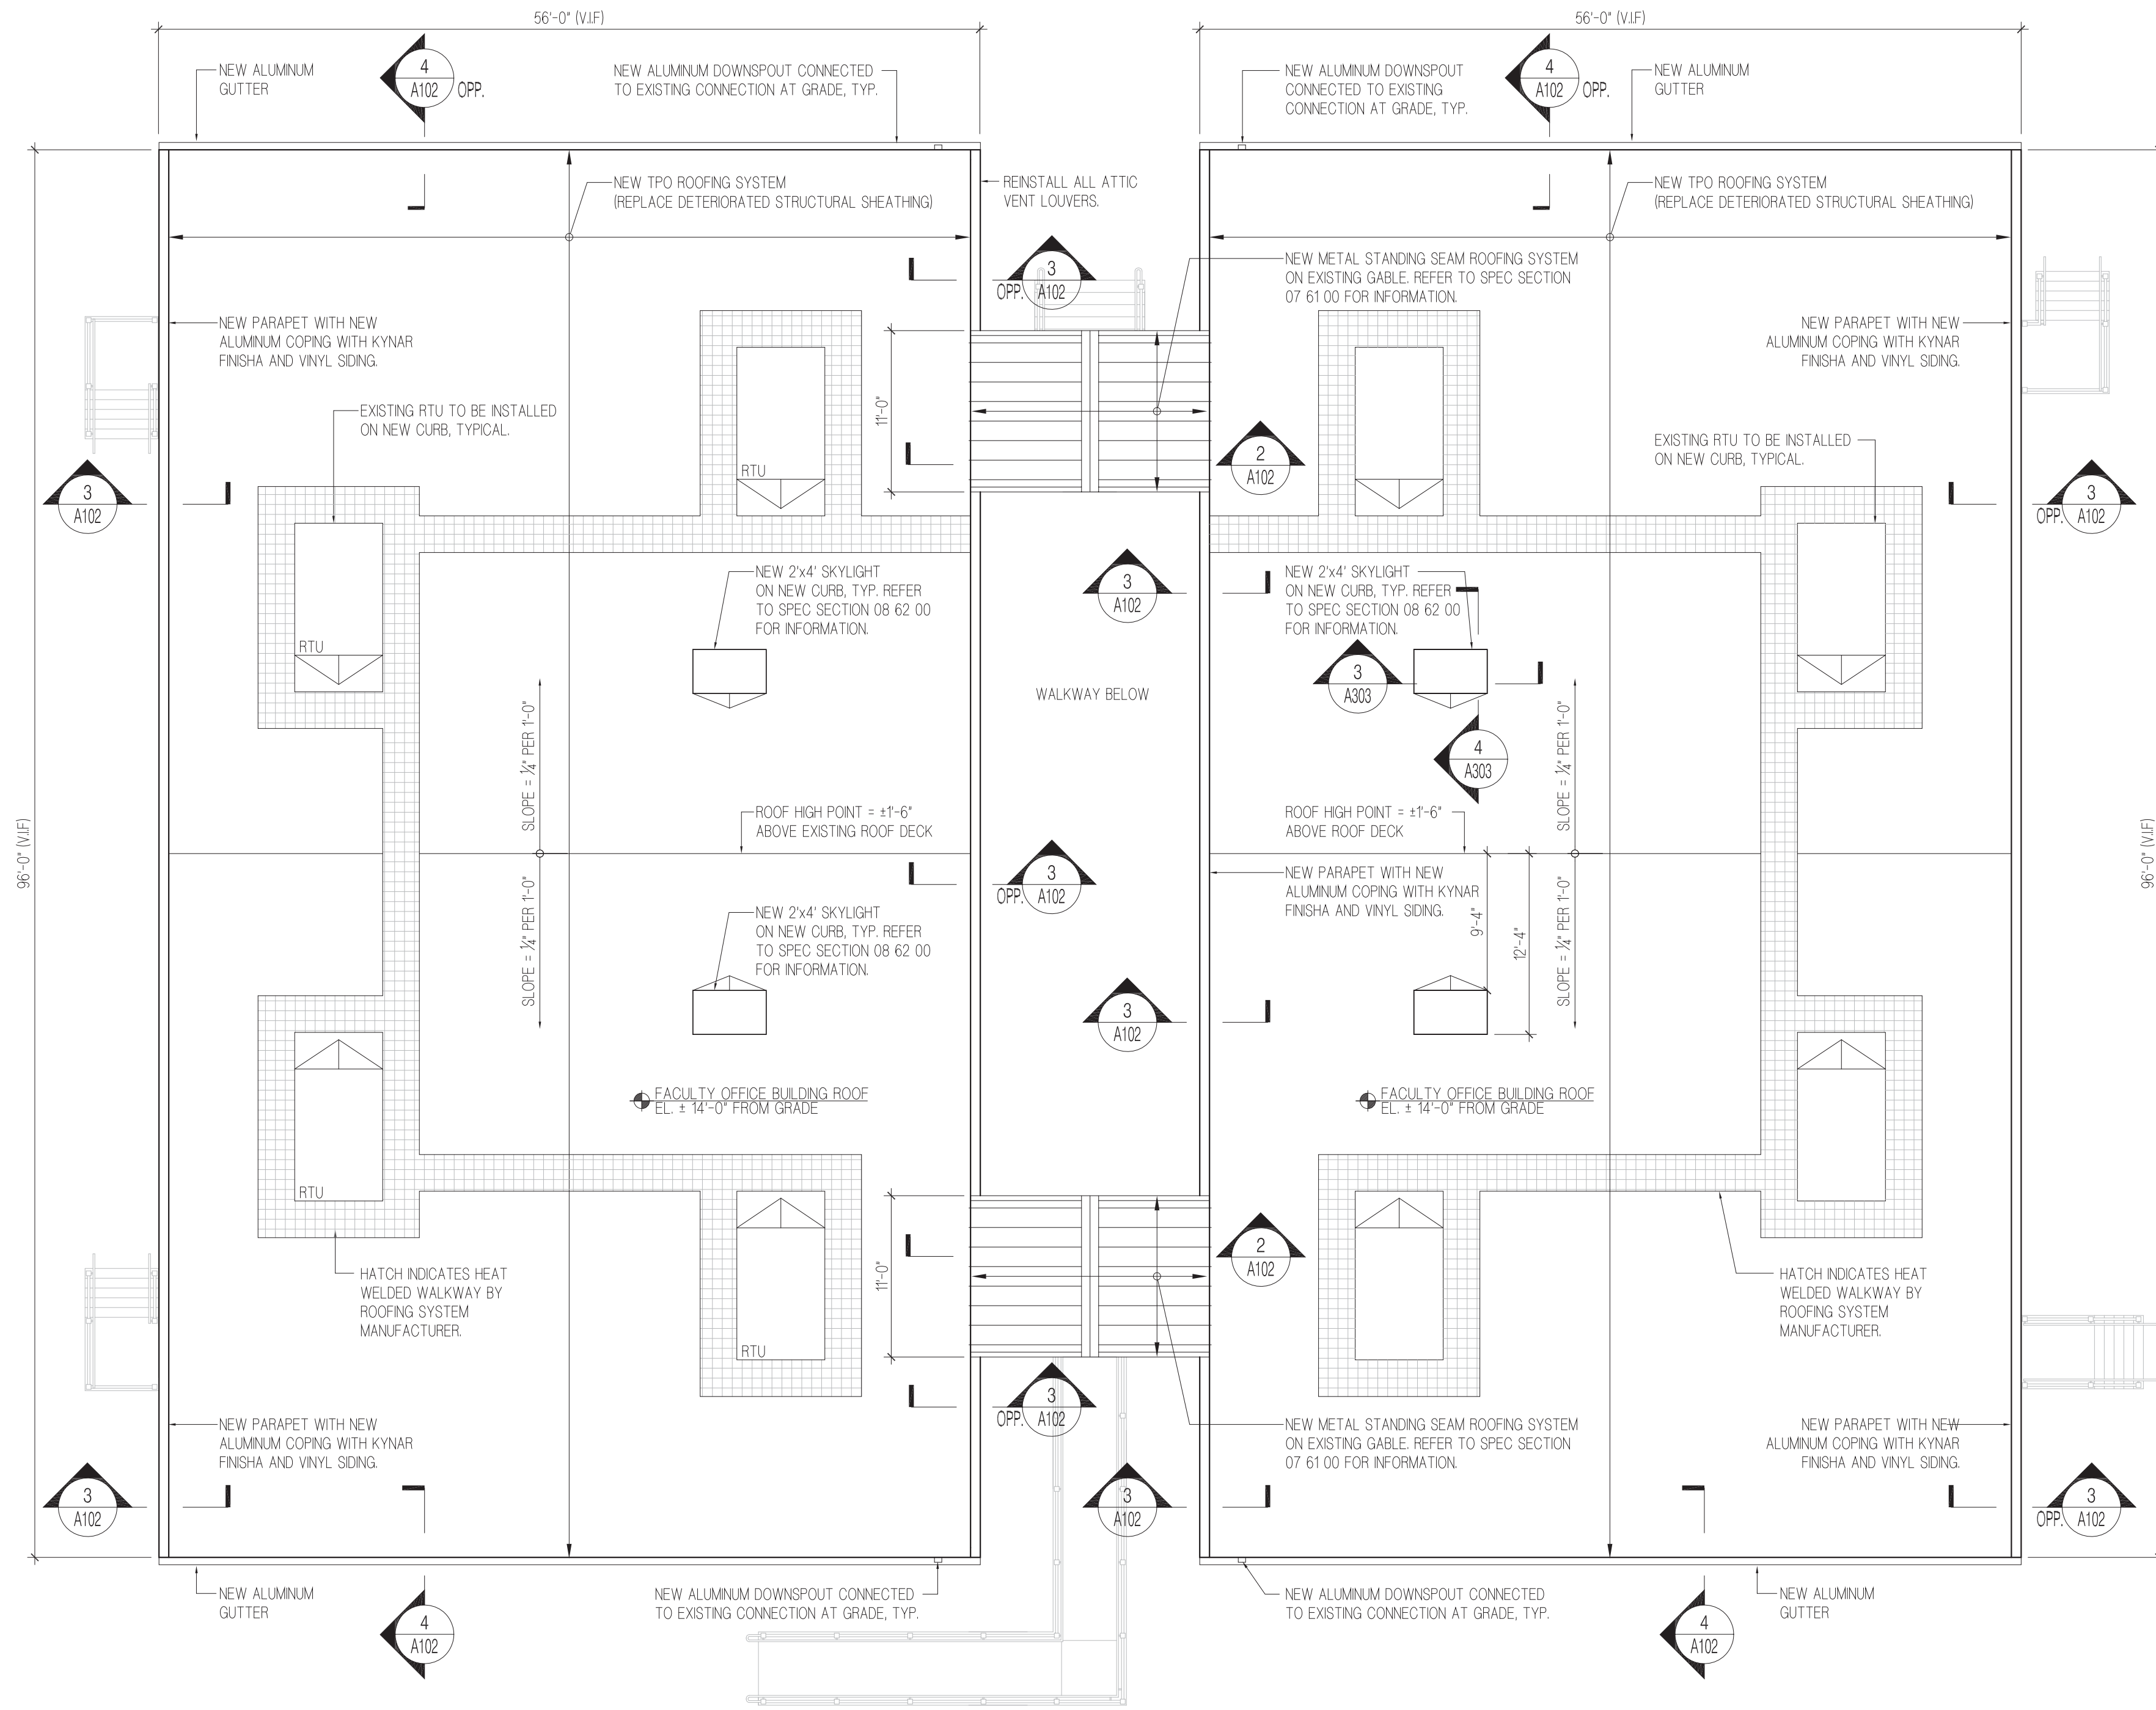 56'-0" (V.I.F)
56'-0" (V.I.F)
NEW ALUMINUM
GUTTER
4
A102
OPP.
NEW ALUMINUM DOWNSPOUT CONNECTED
TO EXISTING CONNECTION AT GRADE, TYP.
NEW ALUMINUM DOWNSPOUT
CONNECTED TO EXISTING
CONNECTION AT GRADE, TYP.
4
A102
OPP.
NEW ALUMINUM
GUTTER
NEW TPO ROOFING SYSTEM
(REPLACE DETERIORATED STRUCTURAL SHEATHING)
REINSTALL ALL ATTIC
VENT LOUVERS.
NEW TPO ROOFING SYSTEM
(REPLACE DETERIORATED STRUCTURAL SHEATHING)
3
A102
OPP.
NEW METAL STANDING SEAM ROOFING SYSTEM
ON EXISTING GABLE. REFER TO SPEC SECTION
07 61 00 FOR INFORMATION.
NEW PARAPET WITH NEW
ALUMINUM COPING WITH KYNAR
FINISHA AND VINYL SIDING.
NEW PARAPET WITH NEW
ALUMINUM COPING WITH KYNAR
FINISHA AND VINYL SIDING.
EXISTING RTU TO BE INSTALLED
ON NEW CURB, TYPICAL.
11'-0"
RTU
2
A102
EXISTING RTU TO BE INSTALLED
ON NEW CURB, TYPICAL.
3
A102
3
A102
OPP.
NEW 2'x4' SKYLIGHT
ON NEW CURB, TYP. REFER
TO SPEC SECTION 08 62 00
FOR INFORMATION.
3
A102
NEW 2'x4' SKYLIGHT
ON NEW CURB, TYP. REFER
TO SPEC SECTION 08 62 00
FOR INFORMATION.
RTU
3
A303
WALKWAY BELOW
4
A303
SLOPE = ¼" PER 1'-0"
SLOPE = ¼" PER 1'-0"
96'-0" (V.I.F)
ROOF HIGH POINT = ±1'-6"
ABOVE EXISTING ROOF DECK
ROOF HIGH POINT = ±1'-6"
ABOVE ROOF DECK
96'-0" (V.I.F)
3
A102
OPP.
NEW PARAPET WITH NEW
ALUMINUM COPING WITH KYNAR
FINISHA AND VINYL SIDING.
SLOPE = ¼" PER 1'-0"
9'-4"
12'-4"
SLOPE = ¼" PER 1'-0"
NEW 2'x4' SKYLIGHT
ON NEW CURB, TYP. REFER
TO SPEC SECTION 08 62 00
FOR INFORMATION.
3
A102
FACULTY OFFICE BUILDING ROOF
EL. ± 14'-0" FROM GRADE
FACULTY OFFICE BUILDING ROOF
EL. ± 14'-0" FROM GRADE
RTU
2
A102
11'-0"
HATCH INDICATES HEAT
WELDED WALKWAY BY
ROOFING SYSTEM
MANUFACTURER.
RTU
HATCH INDICATES HEAT
WELDED WALKWAY BY
ROOFING SYSTEM
MANUFACTURER.
3
A102
OPP.
NEW PARAPET WITH NEW
ALUMINUM COPING WITH KYNAR
FINISHA AND VINYL SIDING.
NEW METAL STANDING SEAM ROOFING SYSTEM
ON EXISTING GABLE. REFER TO SPEC SECTION
07 61 00 FOR INFORMATION.
NEW PARAPET WITH NEW
ALUMINUM COPING WITH KYNAR
FINISHA AND VINYL SIDING.
3
A102
3
A102
3
A102
OPP.
NEW ALUMINUM
GUTTER
4
A102
NEW ALUMINUM DOWNSPOUT CONNECTED
TO EXISTING CONNECTION AT GRADE, TYP.
NEW ALUMINUM DOWNSPOUT CONNECTED
TO EXISTING CONNECTION AT GRADE, TYP.
4
A102
NEW ALUMINUM
GUTTER